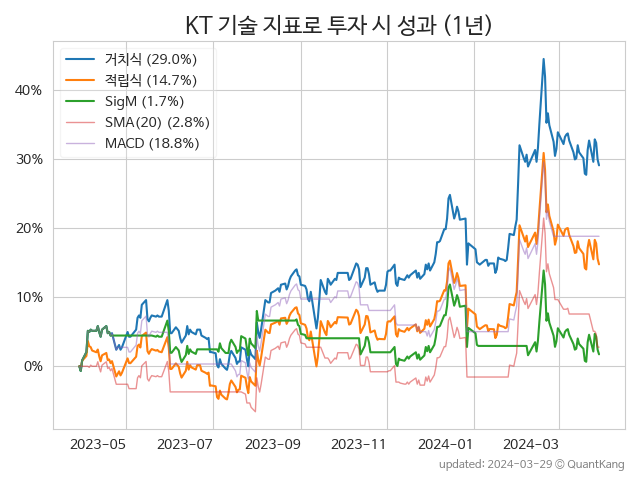 KT 기술 지표로 투자 시 성과 (1년)
거치식 (29.0%)
적립식 (14.7%)
SigM (1.7%)
SMA(20) (2.8%)
MACD (18.8%)
40%
30%
20%
10%
0%
2023-05 2023-07 2023-09 2023-11 2024-01 2024-03
updated: 2024-03-29 © QuantKang